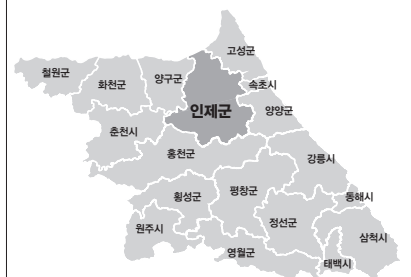 고성군
철원군
화천군
양구군
속초시
인제군
양양군
춘천시
홍천군
강릉시
횡성군
평창군
동해시
원주시
정선군
삼척시
영월군
태백시